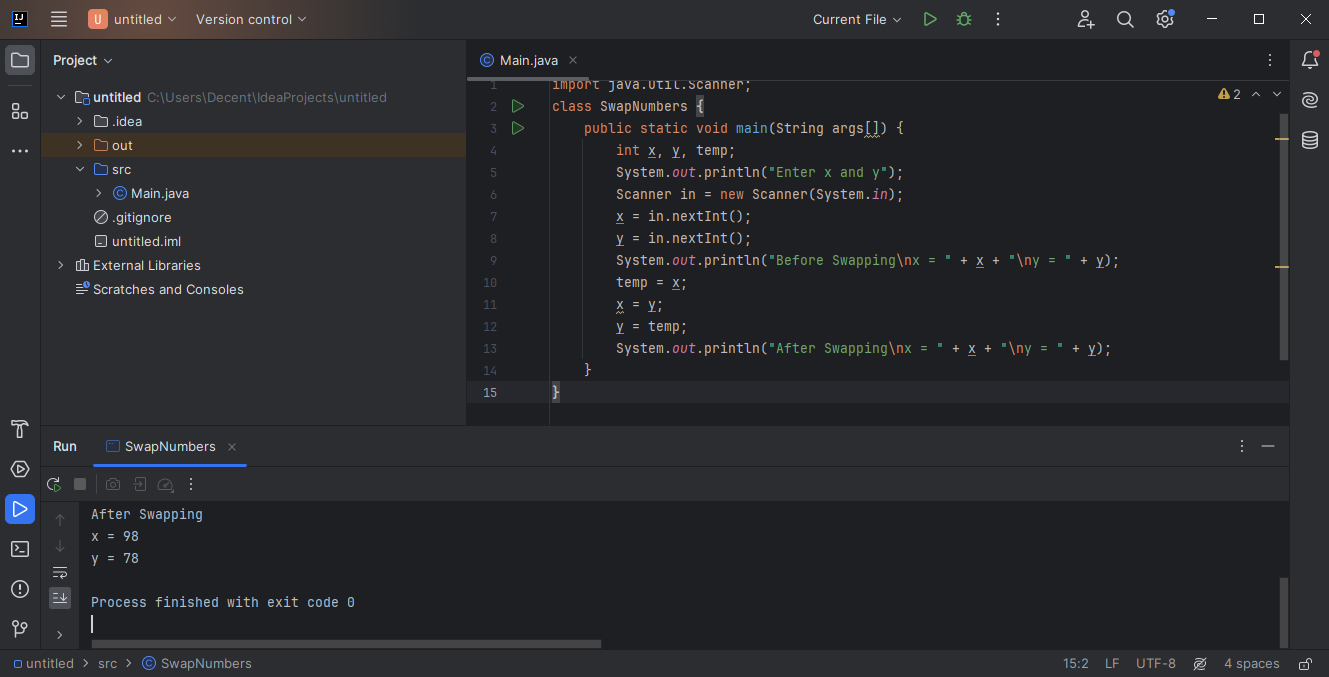 U untitled Version control Current File
Project
Main.java
untitled C:\Users\Decent\IdeaProjects\untitled
.idea
out
src
Main.java
.gitignore
untitled.iml
External Libraries
Scratches and Consoles
2
1 import java.util.Scanner;
2 class SwapNumbers {
3 public static void main(String args[]) {
4 int x, y, temp;
5 System.out.println("Enter x and y");
6 Scanner in = new Scanner(System.in);
7 x = in.nextInt();
8 y = in.nextInt();
9 System.out.println("Before Swapping\nx = " + x + "\ny = " + y);
10 temp = x;
11 x = y;
12 y = temp;
13 System.out.println("After Swapping\nx = " + x + "\ny = " + y);
14 }
15 }
Run SwapNumbers
After Swapping
x = 98
y = 78
Process finished with exit code 0
untitled > src > SwapNumbers 15:2 LF UTF-8 4 spaces